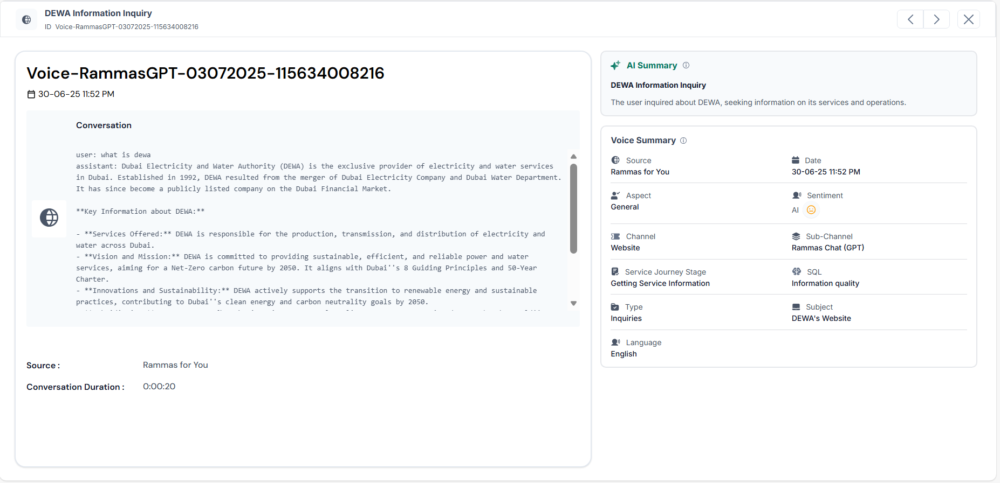 DEWA Information Inquiry
ID Voice-RammasGPT-03072025-115634008216
Voice-RammasGPT-03072025-115634008216
30-06-25 11:52 PM
Conversation
user: what is dewa
assistant: Dubai Electricity and Water Authority (DEWA) is the exclusive provider of electricity and water services
in Dubai. Established in 1992, DEWA resulted from the merger of Dubai Electricity Company and Dubai Water Department.
It has since become a publicly listed company on the Dubai Financial Market.
**Key Information about DEWA:**
- **Services Offered:** DEWA is responsible for the production, transmission, and distribution of electricity and
water across Dubai.
- **Vision and Mission:** DEWA is committed to providing sustainable, efficient, and reliable power and water
services, aiming for a Net-Zero carbon future by 2050. It aligns with Dubai''s 8 Guiding Principles and 50-Year
Charter.
- **Innovations and Sustainability:** DEWA actively supports the transition to renewable energy and sustainable
practices, contributing to Dubai''s clean energy and carbon neutrality goals by 2050.
Source :
Rammas for You
Conversation Duration :
0:00:20
AI Summary
DEWA Information Inquiry
The user inquired about DEWA, seeking information on its services and operations.
Voice Summary
Source
Rammas for You
Date
30-06-25 11:52 PM
Aspect
General
Sentiment
AI
Channel
Website
Sub-Channel
Rammas Chat (GPT)
Service Journey Stage
Getting Service Information
SQL
Information quality
Type
Inquiries
Subject
DEWA's Website
Language
English